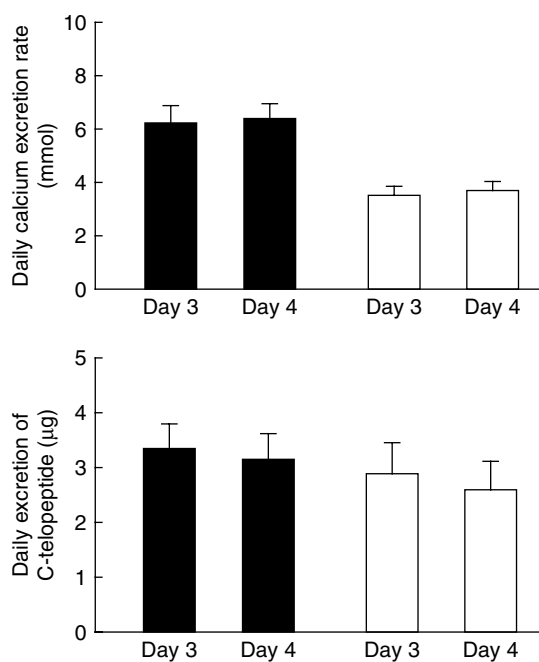 Daily calcium excretion rate
(mmol)
10
8
6
4
2
0
Day 3 Day 4 Day 3 Day 4
Daily excretion of
C-telopeptide (μg)
5
4
3
2
1
0
Day 3 Day 4 Day 3 Day 4